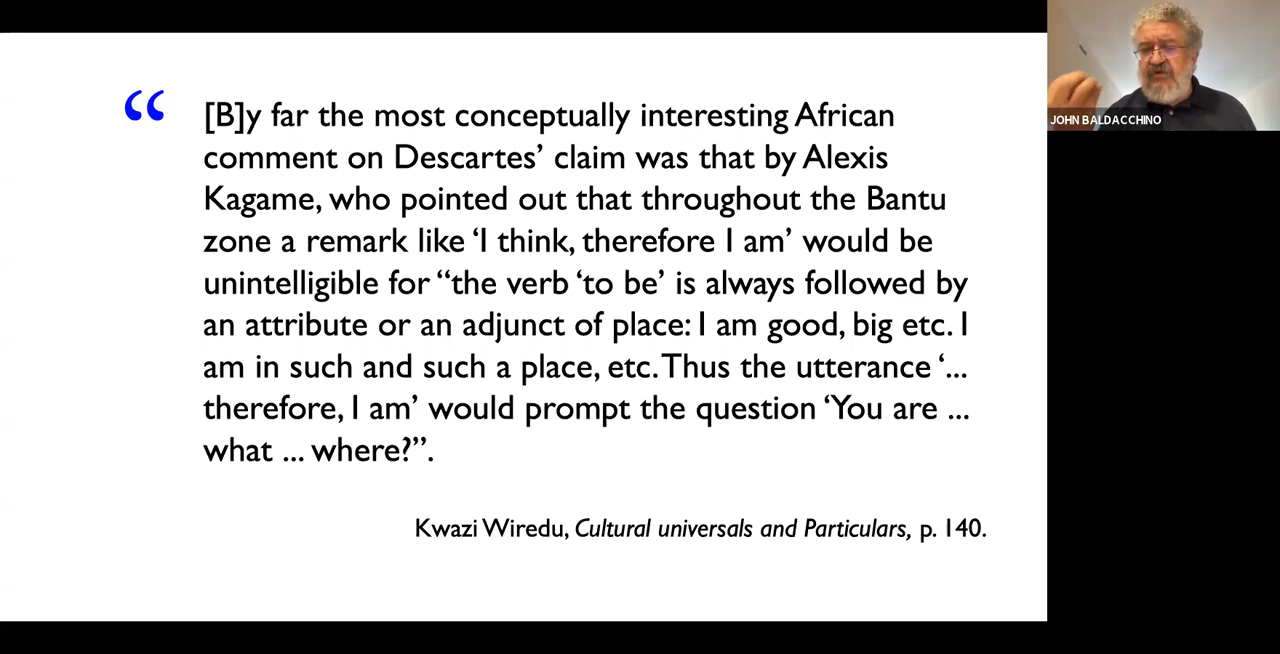 “ [B]y far the most conceptually interesting African
comment on Descartes’ claim was that by Alexis
Kagame, who pointed out that throughout the Bantu
zone a remark like ‘I think, therefore I am’ would be
unintelligible for “the verb ‘to be’ is always followed by
an attribute or an adjunct of place: I am good, big etc. I
am in such and such a place, etc. Thus the utterance ‘...
therefore, I am’ would prompt the question ‘You are ...
what ... where?”.
Kwazi Wiredu, Cultural universals and Particulars, p. 140.
JOHN BALDACCHINO